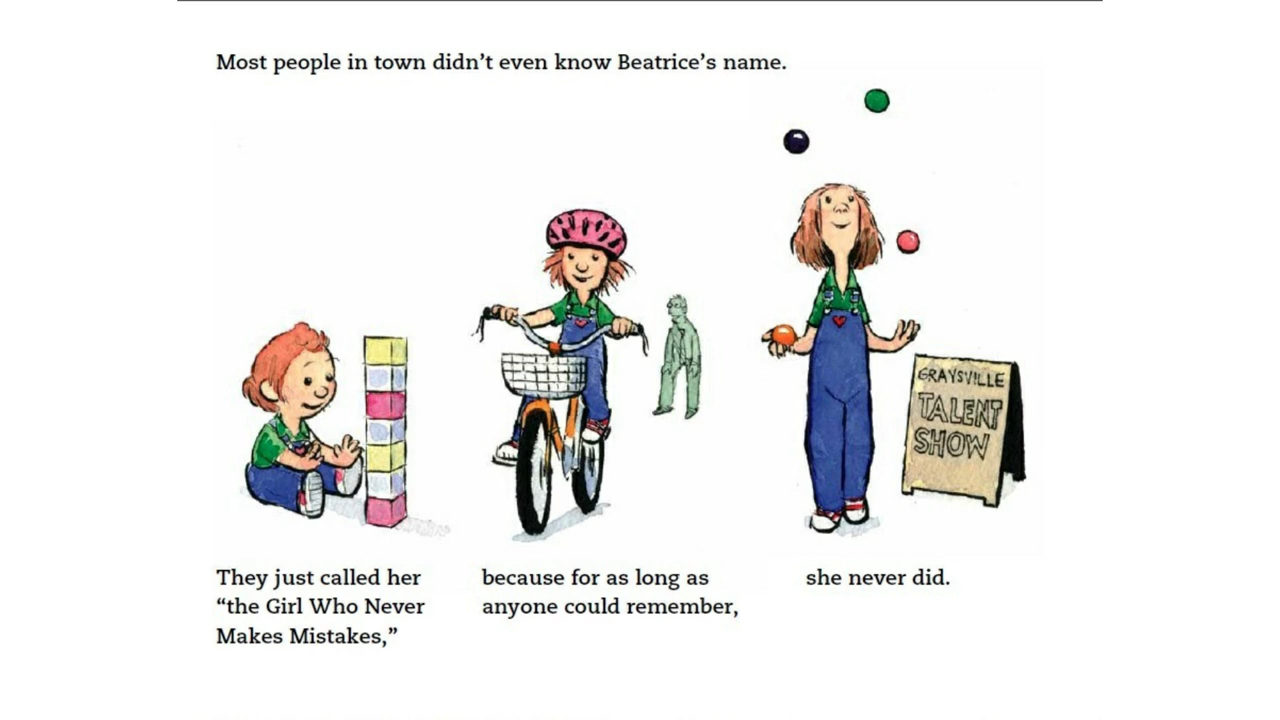 Most people in town didn’t even know Beatrice’s name.
GRAYSVILLE
TALENT
SHOW
They just called her
“the Girl Who Never
Makes Mistakes,”
because for as long as
anyone could remember,
she never did.